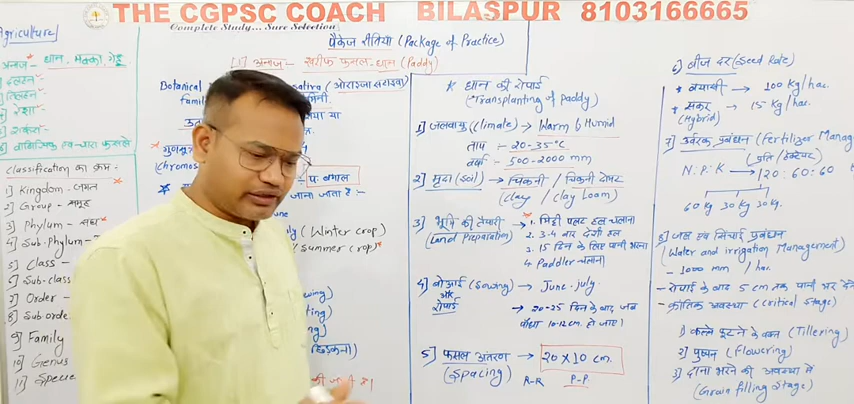 THE CGPSC COACH BILASPUR 8103166665
Complete Study... Sure Selection
Agriculture
अनाज - धान, मक्का, गेहूँ
Classification का क्रम:-
1) Kingdom - जगत
2) Group - समूह
3) Phylum - संघ
4) Sub-Phylum -
5) Class -
6) Sub-class
7) Order -
8) Sub-order
9) Family
10) Genus
11) Species
पैकेज रीतियां (Package of Practice)
[1] अनाज - खरीफ फसल - धान (Paddy)
Botanical
sativa (ओराइजा सटाइवा)
family
प. बंगाल
जाना जाता है :-
(Winter crop)
(Summer crop)
* धान की रोपाई
(Transplanting of Paddy)
1) जलवायु (Climate) → Warm & Humid
ताप :- 20-35°C
वर्षा - 500-2000 mm
2) मृदा (Soil) → चिकनी / चिकनी दोमट
(Clay / clay loam)
3) भूमि की तैयारी → 1. मिट्टी पलट हल चलाना
(Land Preparation) 2. 3-4 बार देशी हल
3. 15 दिन के लिए पानी भरना
4. Paddler चलाना
4) बोआई (Sowing) → June-July
और
रोपाई → 20-25 दिन के बाद जब
पौधा 10-12 cm. हो जाए।
5) फसल अंतरण → 20 X 10 cm.
(Spacing) R-R P-P
6) बीज दर (Seed Rate)
→ 100 Kg/hac.
* संकर → 15 Kg/hac.
(Hybrid)
7) उर्वरक प्रबंधन (Fertilizer Manag
N:P:K → 120:60:60
60 Kg 30 Kg 30 Kg.
8) जल एवं सिंचाई प्रबंधन
(Water and irrigation Management)
- 1000 mm / hac.
- रोपाई के बाद 5 cm तक पानी भर देते
- क्रांतिक अवस्था (Critical Stage)
1) कल्ले फूटने के वक्त (Tillering)
2) पुष्पन (Flowering)
3) दाना भरने की अवस्था में
(Grain filling Stage)